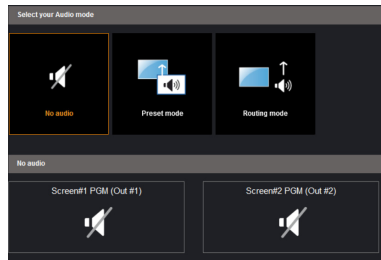 Select your Audio mode
No audio
Preset mode
Routing mode
No audio
Screen#1 PGM (Out #1)
Screen#2 PGM (Out #2)